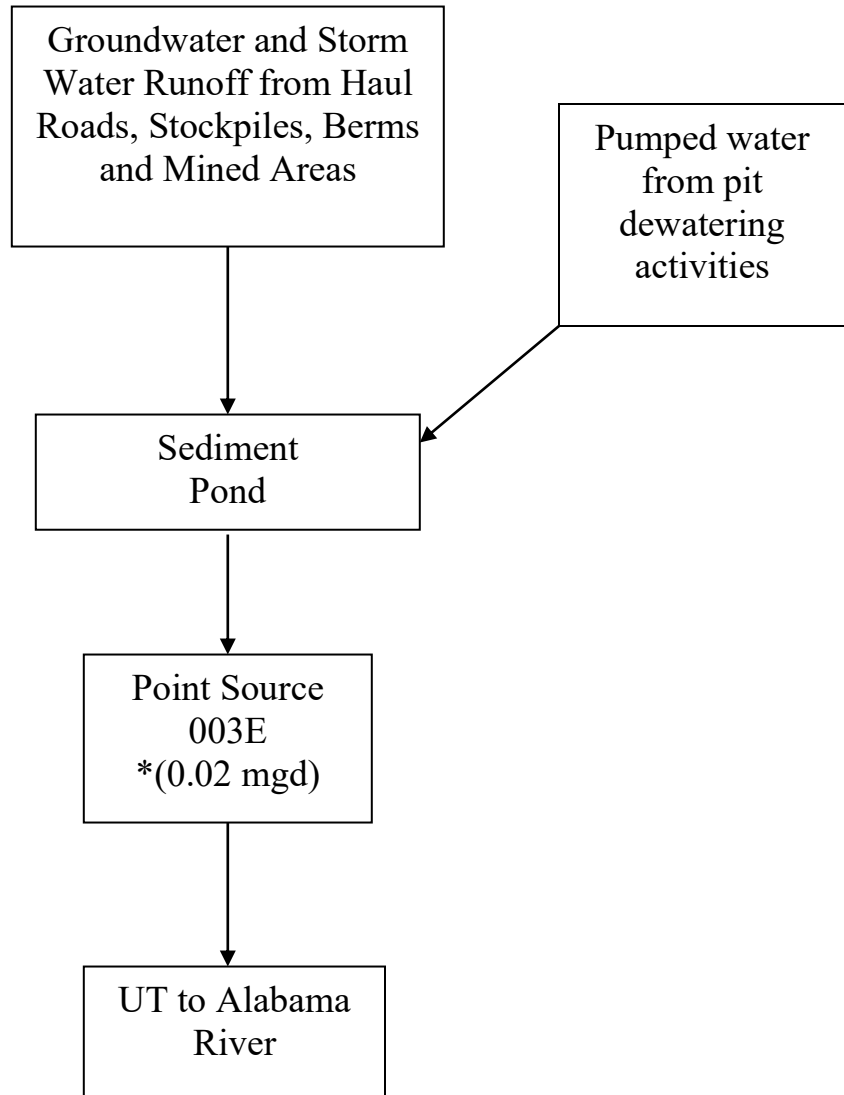 Groundwater and Storm
Water Runoff from Haul
Roads, Stockpiles, Berms
and Mined Areas
Pumped water
from pit
dewatering
activities
Sediment
Pond
Point Source
003E
*(0.02 mgd)
UT to Alabama
River